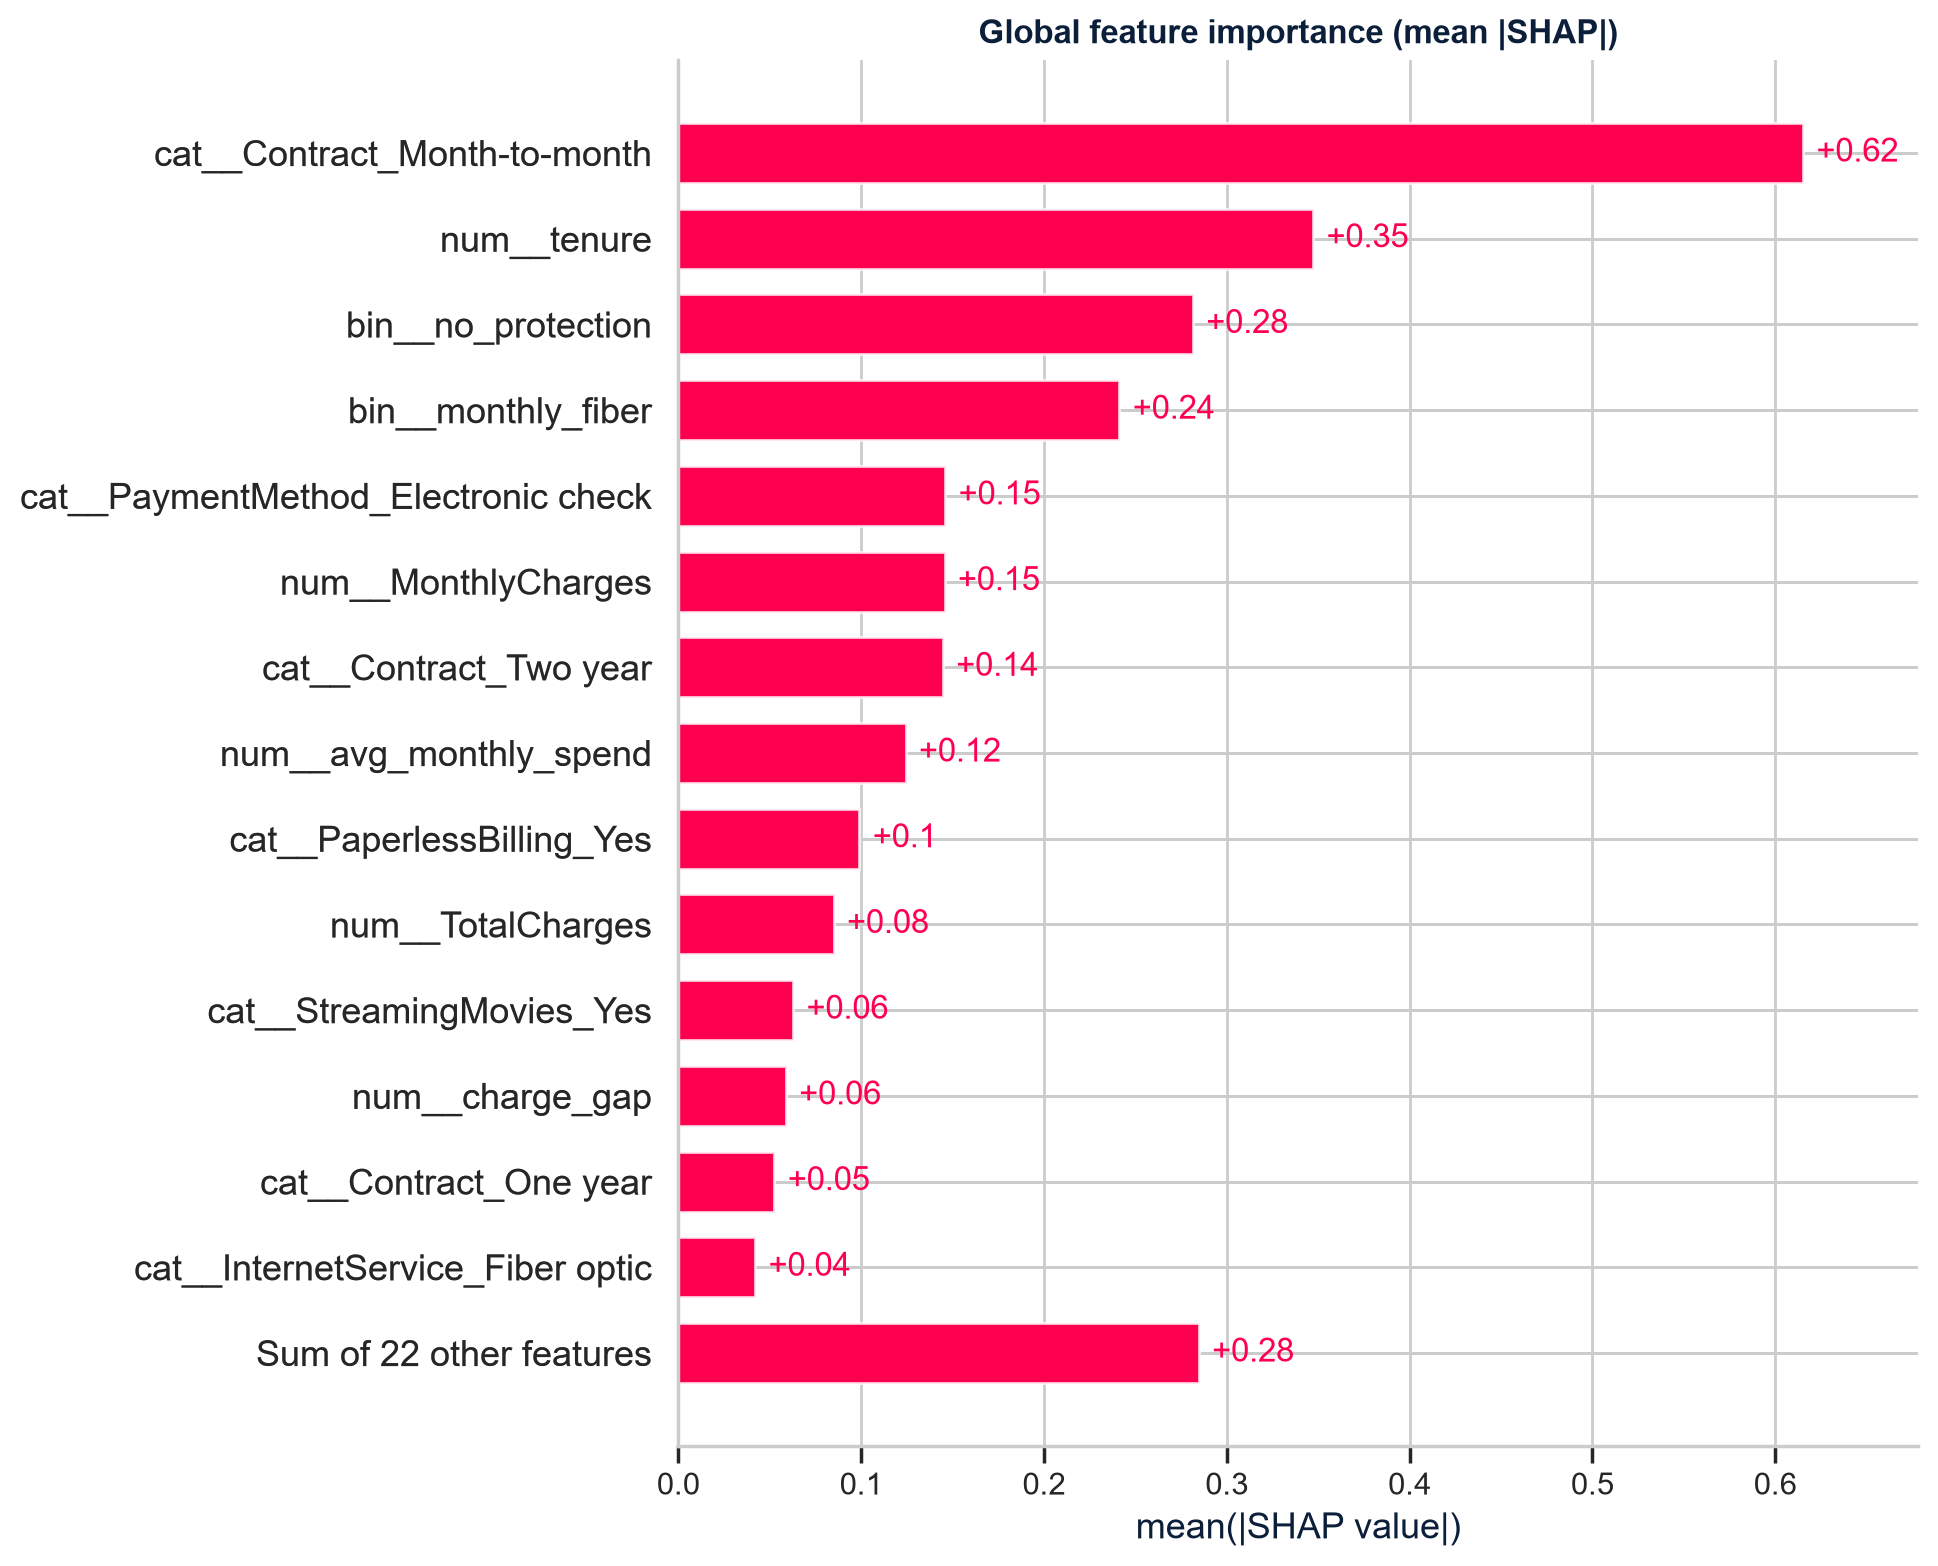 Global feature importance (mean |SHAP|)
cat__Contract_Month-to-month +0.62
num__tenure +0.35
bin__no_protection +0.28
bin__monthly_fiber +0.24
cat__PaymentMethod_Electronic check +0.15
num__MonthlyCharges +0.15
cat__Contract_Two year +0.14
num__avg_monthly_spend +0.12
cat__PaperlessBilling_Yes +0.1
num__TotalCharges +0.08
cat__StreamingMovies_Yes +0.06
num__charge_gap +0.06
cat__Contract_One year +0.05
cat__InternetService_Fiber optic +0.04
Sum of 22 other features +0.28
0.0 0.1 0.2 0.3 0.4 0.5 0.6
mean(|SHAP value|)